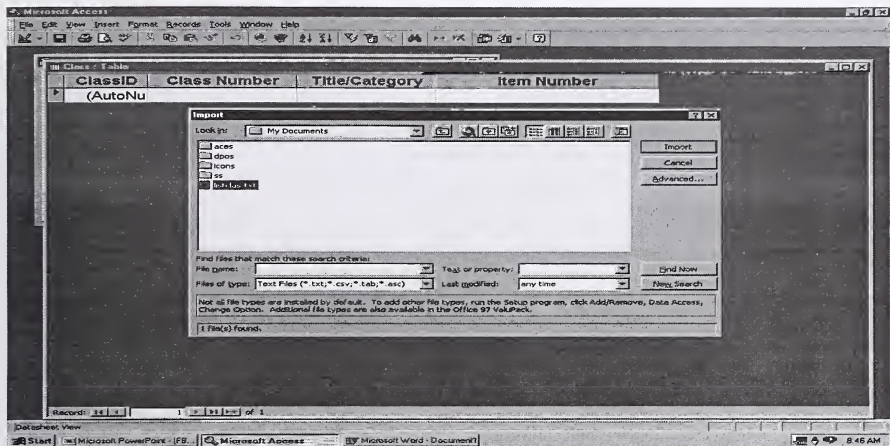 Microsoft Access
File Edit View Insert Format Records Tools Window Help
Class : Table
ClassID Class Number Title/Category Item Number
(AutoNu
Import
Look in: My Documents
aces
dpos
icons
ss
Import
Cancel
Advanced...
Find files that match these search criteria:
File name: Text or property: Find Now
Files of type: Text Files (*.txt;*.csv;*.tab;*.asc) Last modified: any time New Search
Not all file types are installed by default. To add other file types, run the Setup program, click Add/Remove, Data Access,
Change Option. Additional file types are also available in the Office 97 ValuPack.
1 file(s) found.
Record: 1 of 1
Datasheet View
Start Microsoft PowerPoint - [FB... Microsoft Access Microsoft Word - Document1 8:46 AM